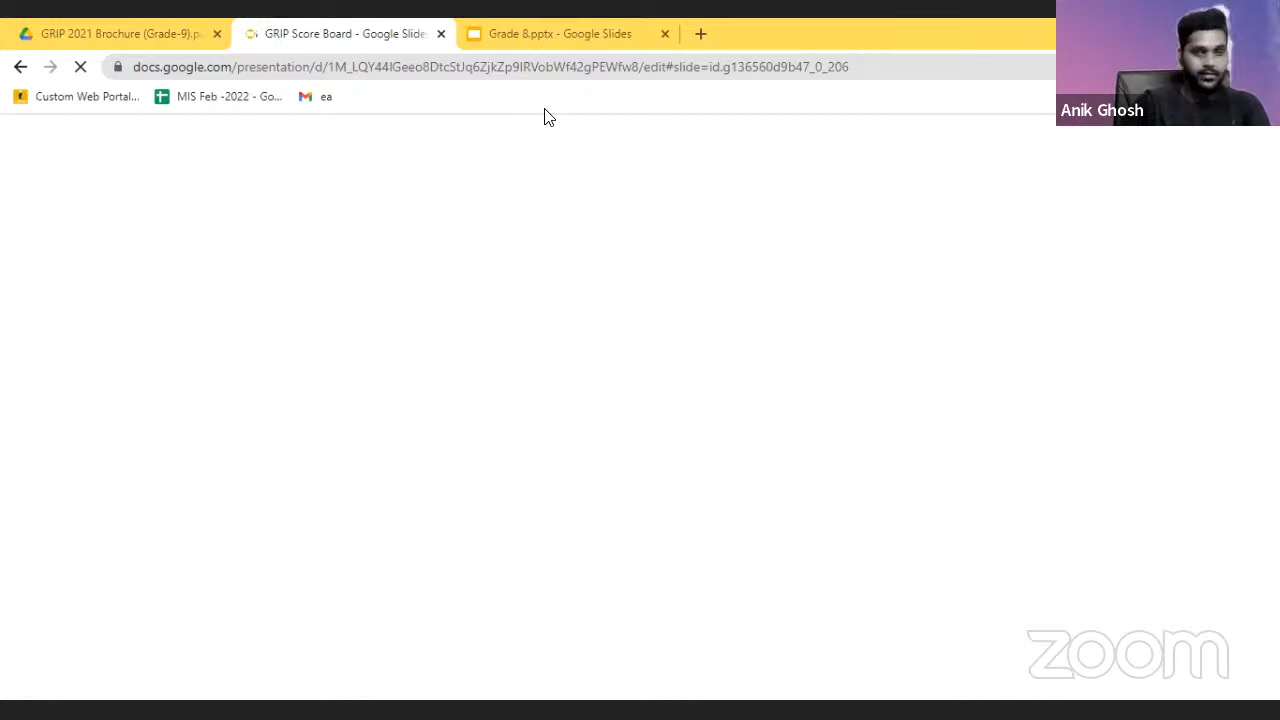 GRIP 2021 Brochure (Grade-9).p
GRIP Score Board - Google Slide
Grade 8.pptx - Google Slides
docs.google.com/presentation/d/1M_LQY44IGeeo8DtcStJq6ZjkZp9IRVobWf42gPEWfw8/edit#slide=id.g136560d9b47_0_206
Custom Web Portal...
MIS Feb -2022 - Go...
ea
Anik Ghosh
zoom